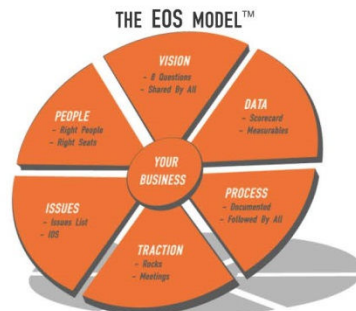 THE EOS MODEL™
VISION
- 8 Questions
- Shared By All
DATA
- Scorecard
- Measurables
PROCESS
- Documented
- Followed By All
TRACTION
- Rocks
- Meetings
ISSUES
- Issues List
- IDS
PEOPLE
- Right People
- Right Seats
YOUR
BUSINESS